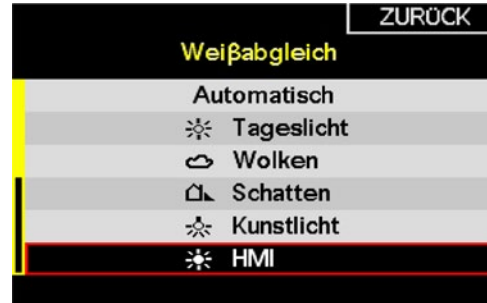 ZURÜCK
Weiβabgleich
Automatisch
Tageslicht
Wolken
Schatten
Kunstlicht
HMI